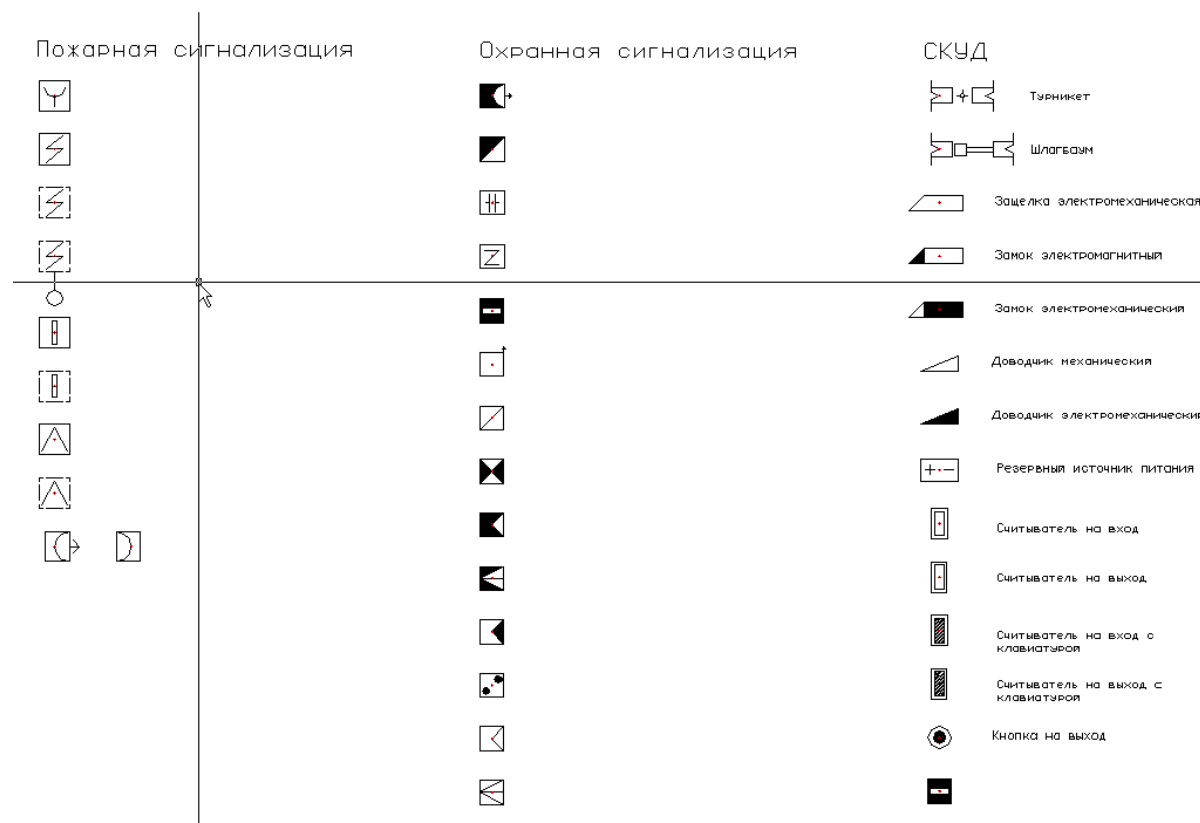 Пожарная сигнализация
Охранная сигнализация
СКУД
Турникет
Шлагбаум
Защелка электромеханическая
Замок электромагнитный
Замок электромеханический
Доводчик механический
Доводчик электромеханический
Резервный источник питания
Считыватель на вход
Считыватель на выход
Считыватель на вход с
клавиатурой
Считыватель на выход с
клавиатурой
Кнопка на выход